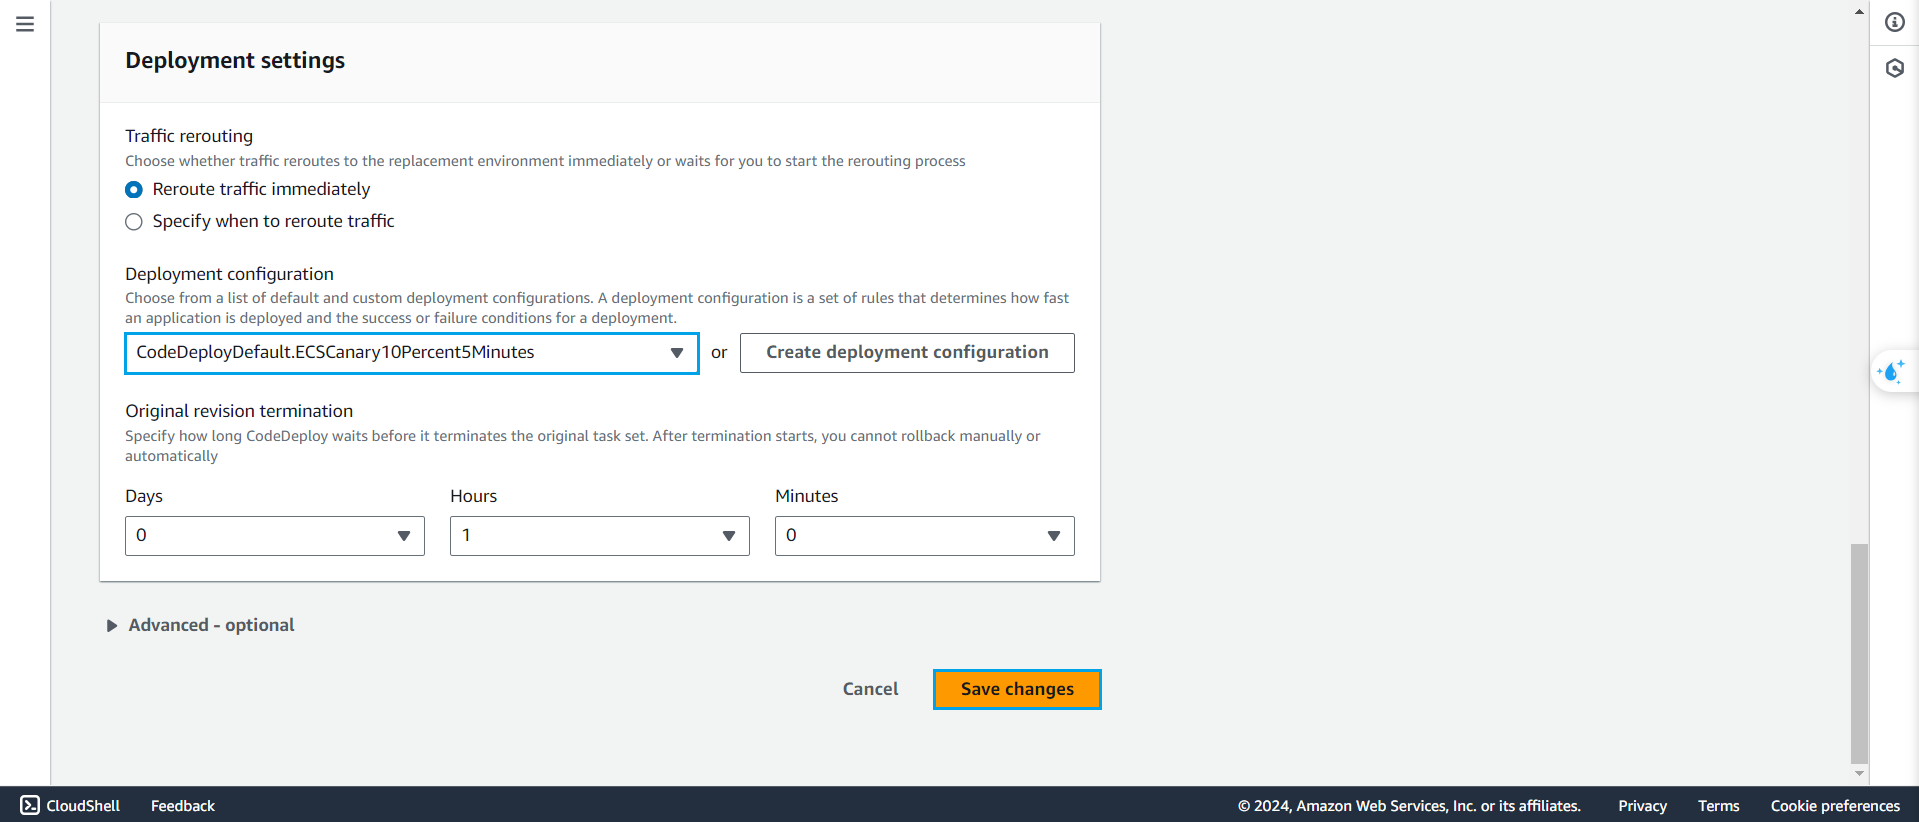 Deployment settings
Traffic rerouting
Choose whether traffic reroutes to the replacement environment immediately or waits for you to start the rerouting process
Reroute traffic immediately
Specify when to reroute traffic
Deployment configuration
Choose from a list of default and custom deployment configurations. A deployment configuration is a set of rules that determines how fast
an application is deployed and the success or failure conditions for a deployment.
CodeDeployDefault.ECSCanary10Percent5Minutes or Create deployment configuration
Original revision termination
Specify how long CodeDeploy waits before it terminates the original task set. After termination starts, you cannot rollback manually or
automatically
Days Hours Minutes
0 1 0
Advanced - optional
Cancel Save changes
CloudShell Feedback © 2024, Amazon Web Services, Inc. or its affiliates. Privacy Terms Cookie preferences